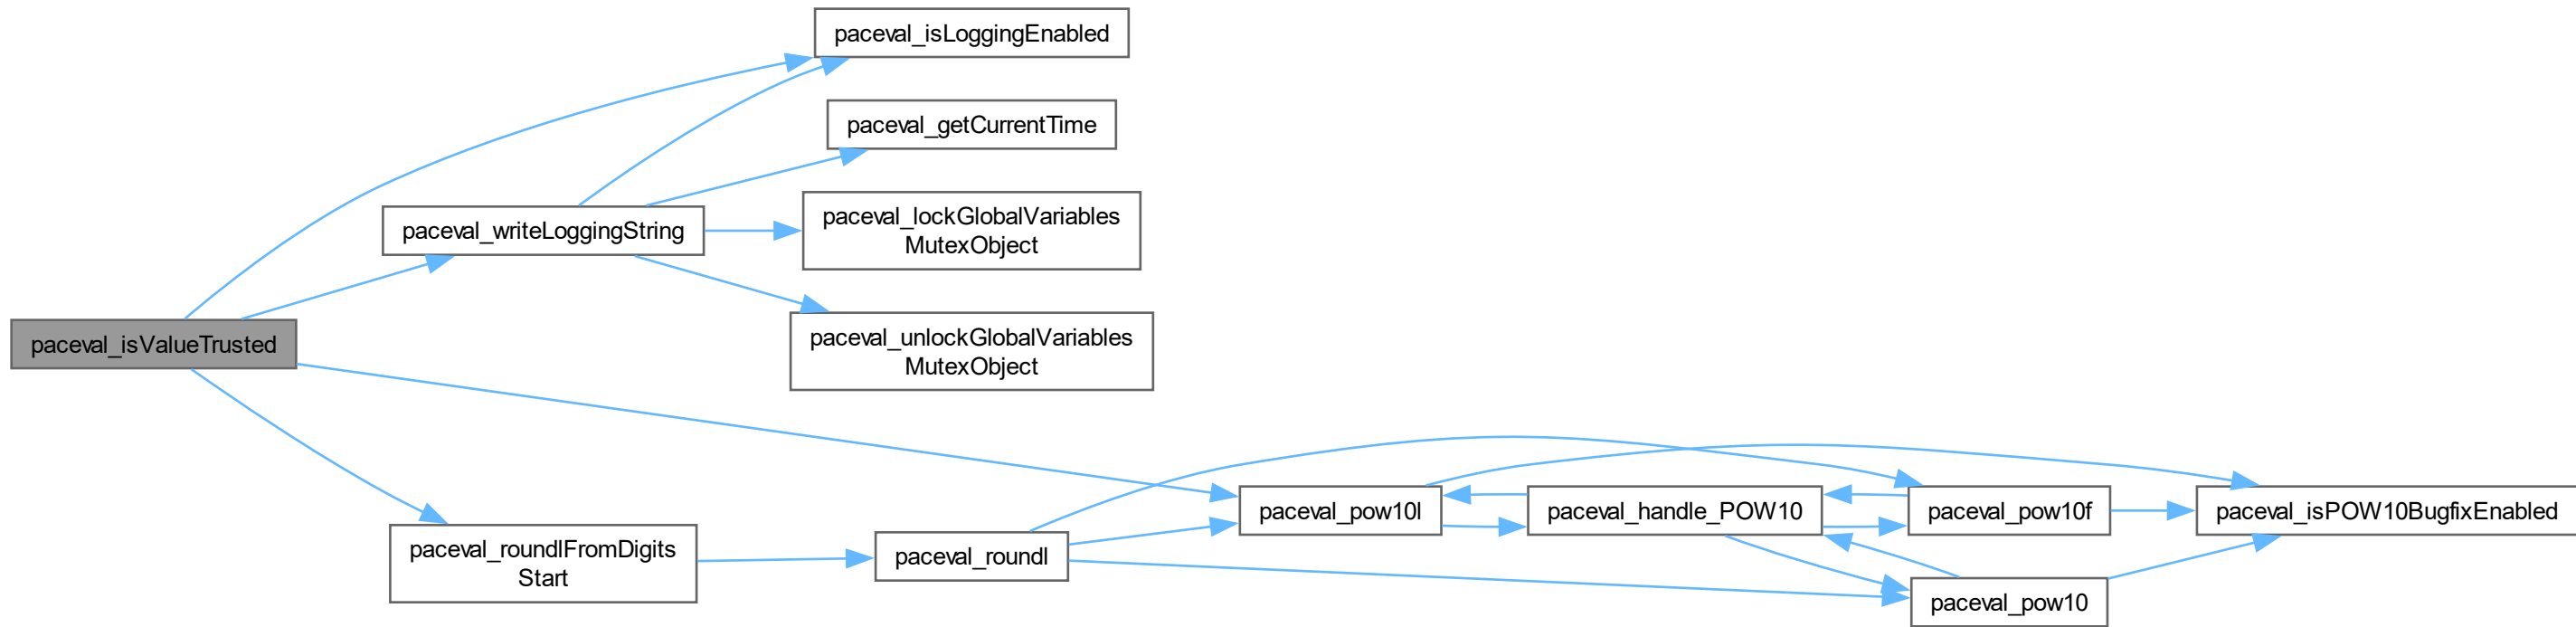 paceval_isLoggingEnabled
paceval_getCurrentTime
paceval_lockGlobalVariables
MutexObject
paceval_writeLoggingString
paceval_unlockGlobalVariables
MutexObject
paceval_isValueTrusted
paceval_pow10l
paceval_handle_POW10
paceval_pow10f
paceval_isPOW10BugfixEnabled
paceval_roundlFromDigits
Start
paceval_roundl
paceval_pow10